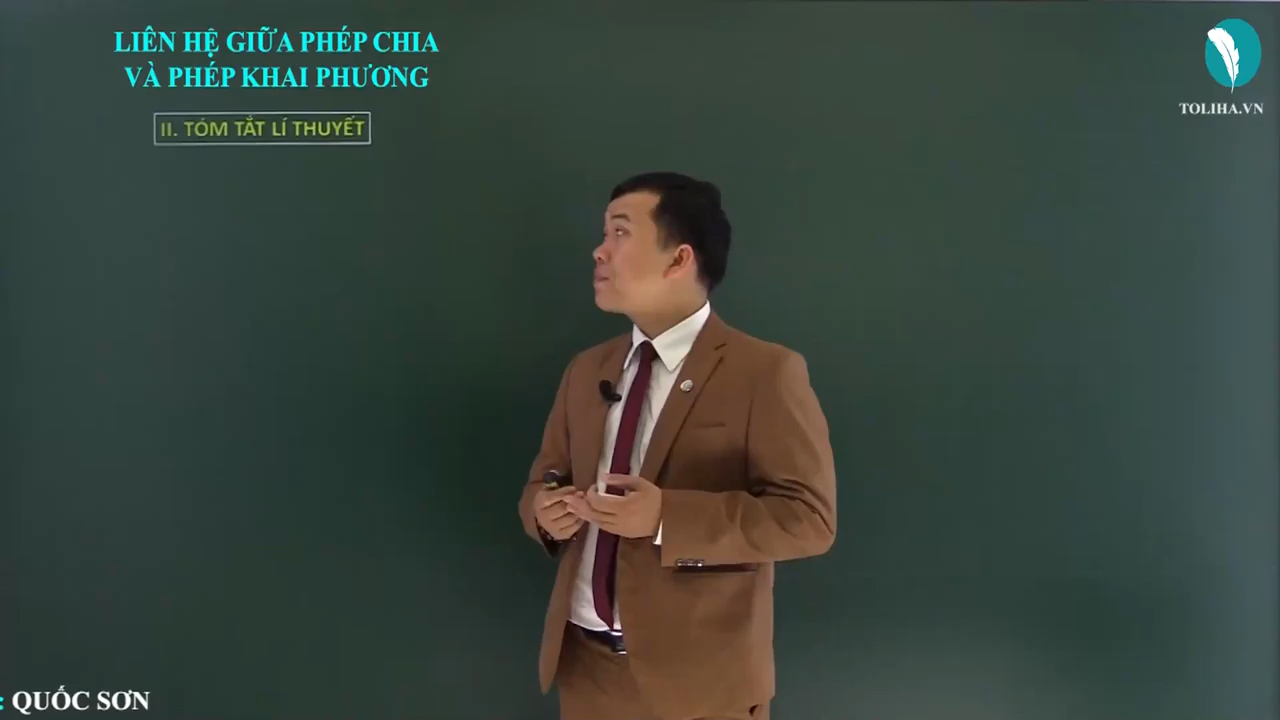 LIÊN HỆ GIỮA PHÉP CHIA
VÀ PHÉP KHAI PHƯƠNG
II. TÓM TẮT LÍ THUYẾT
TOLIHA.VN
: QUỐC SƠN